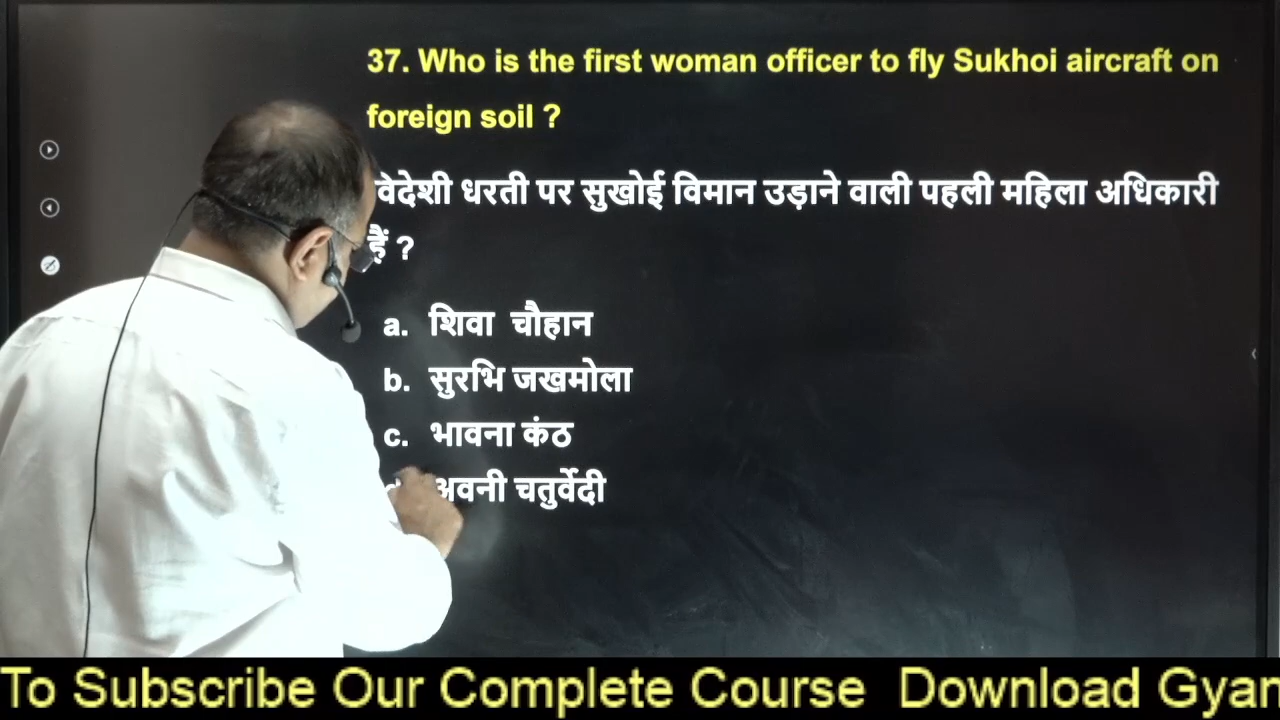 37. Who is the first woman officer to fly Sukhoi aircraft on
foreign soil ?
वेदेशी धरती पर सुखोई विमान उड़ाने वाली पहली महिला अधिकारी
हैं ?
a. शिवा चौहान
b. सुरभि जखमोला
c. भावना कंठ
अवनी चतुर्वेदी
To Subscribe Our Complete Course Download Gyan